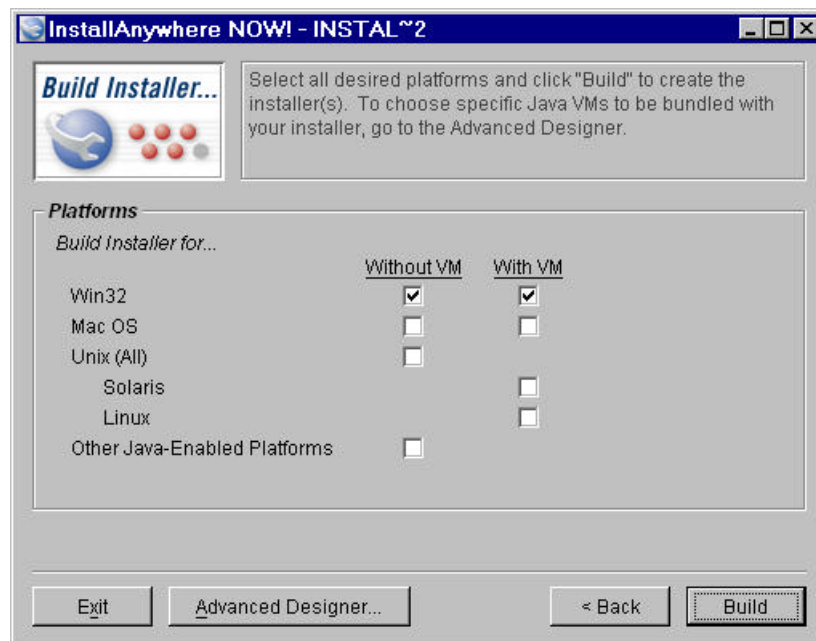 InstallAnywhere NOW! - INSTAL~2
Build Installer...
Select all desired platforms and click "Build" to create the
installer(s). To choose specific Java VMs to be bundled with
your installer, go to the Advanced Designer.
Platforms
Build Installer for...
Without VM With VM
Win32
Mac OS
Unix (All)
Solaris
Linux
Other Java-Enabled Platforms
Exit Advanced Designer... < Back Build